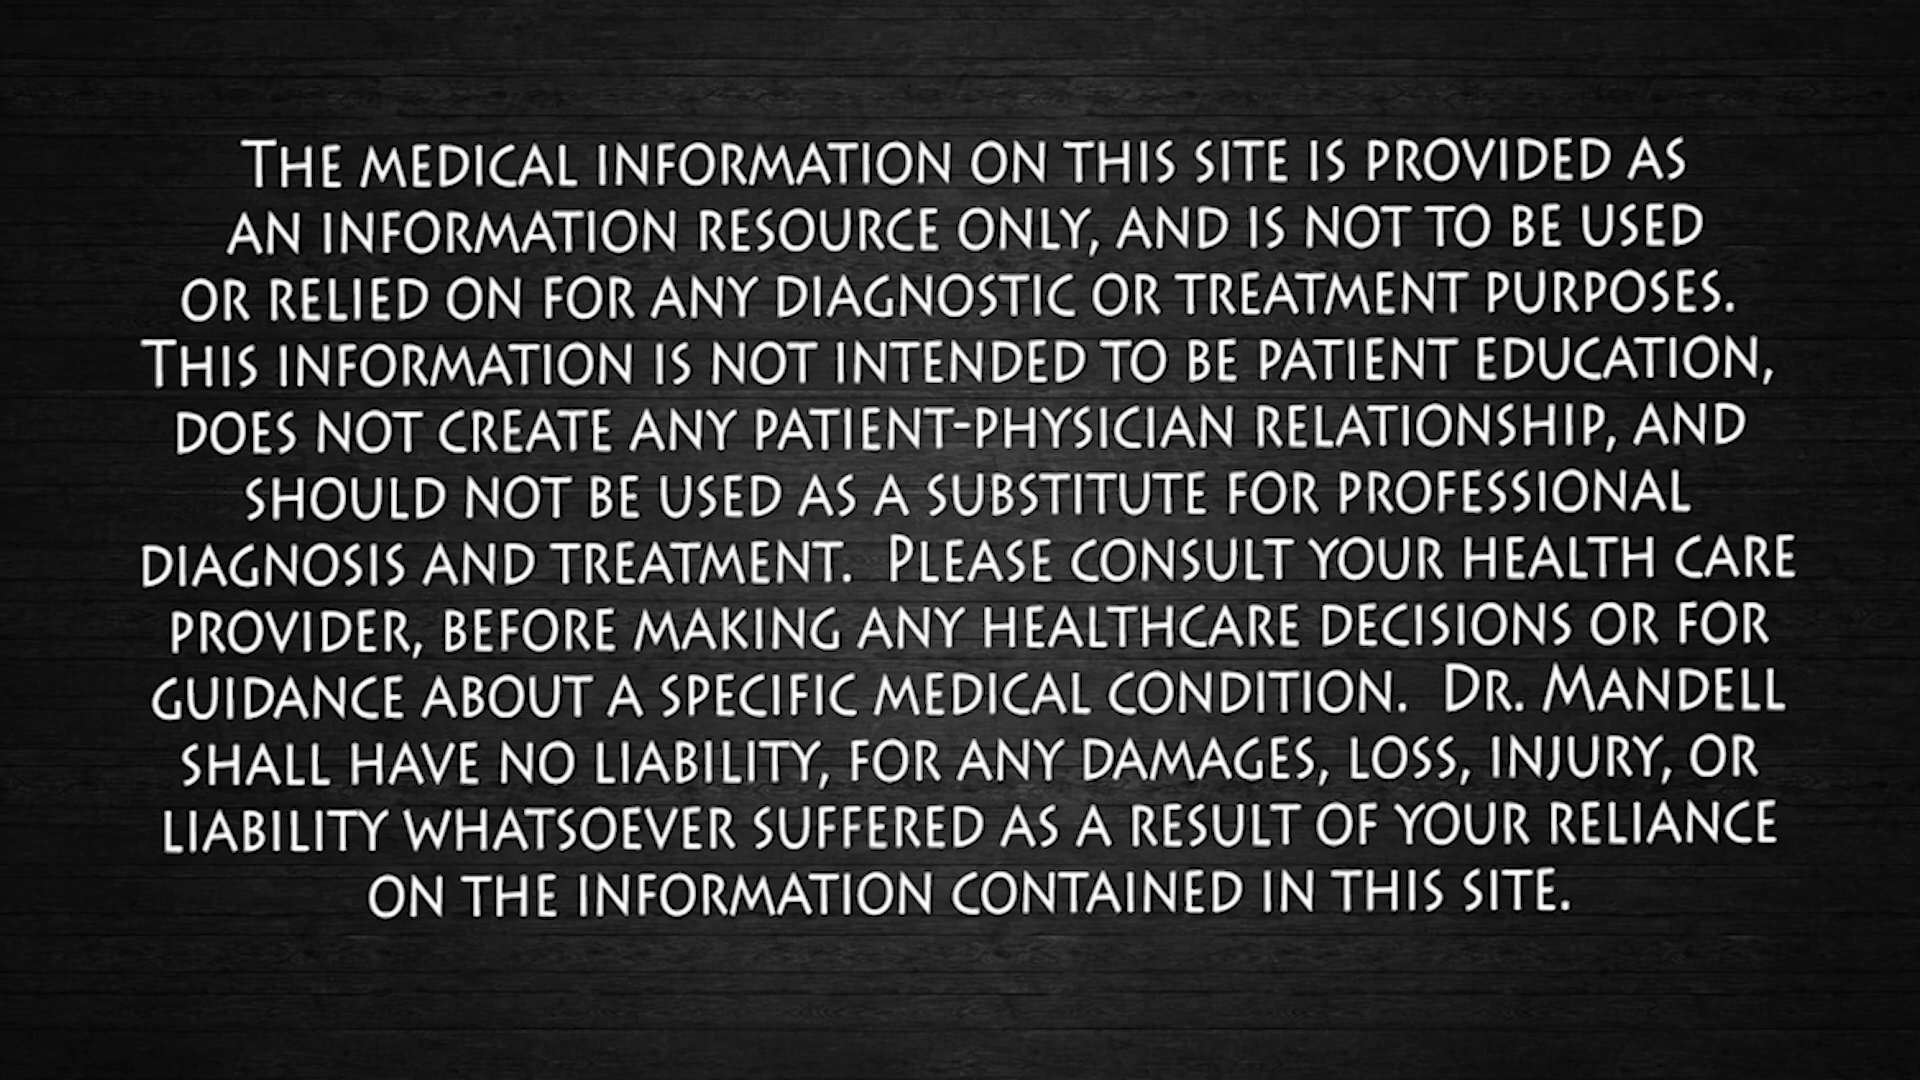 The medical information on this site is provided as
an information resource only, and is not to be used
or relied on for any diagnostic or treatment purposes.
This information is not intended to be patient education,
does not create any patient-physician relationship, and
should not be used as a substitute for professional
diagnosis and treatment.  Please consult your health care
provider, before making any healthcare decisions or for
guidance about a specific medical condition.  Dr. Mandell
shall have no liability, for any damages, loss, injury, or
liability whatsoever suffered as a result of your reliance
on the information contained in this site.